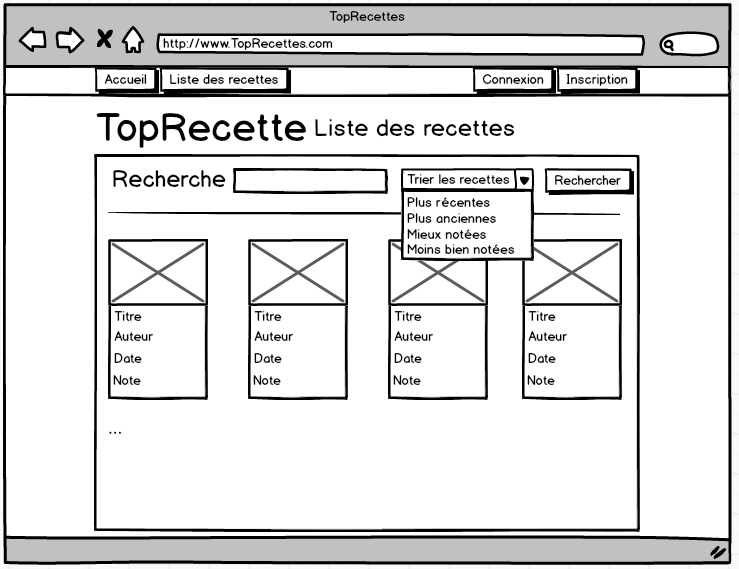 TopRecettes
http://www.TopRecettes.com
Accueil Liste des recettes Connexion Inscription
TopRecette Liste des recettes
Recherche Trier les recettes Rechercher
Plus récentes
Plus anciennes
Mieux notées
Moins bien notées
Titre Titre Titre Titre
Auteur Auteur Auteur Auteur
Date Date Date Date
Note Note Note Note
...